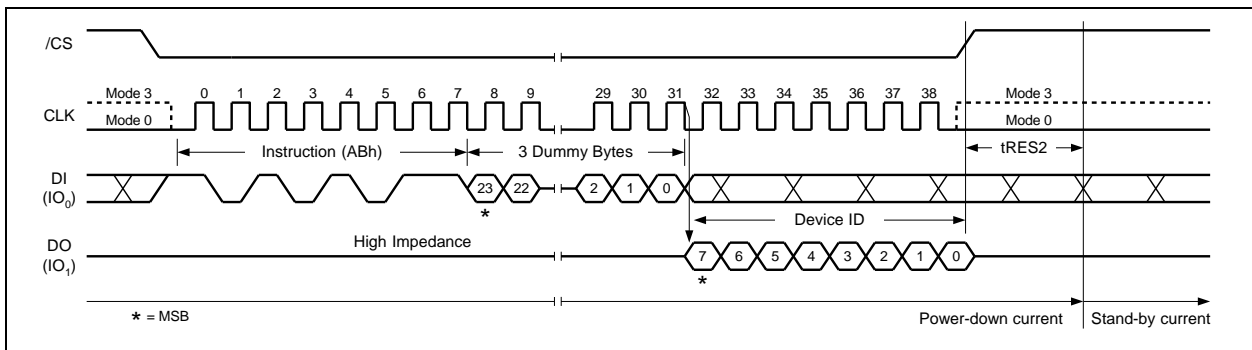 /CS
Mode 3 0 1 2 3 4 5 6 7 8 9 29 30 31 32 33 34 35 36 37 38 Mode 3
CLK
Mode 0 Mode 0
Instruction (ABh) 3 Dummy Bytes tRES2
DI
(IO0)
23 22 2 1 0
*
Device ID
High Impedance
DO
(IO1)
7 6 5 4 3 2 1 0
*
* = MSB
Power-down current Stand-by current